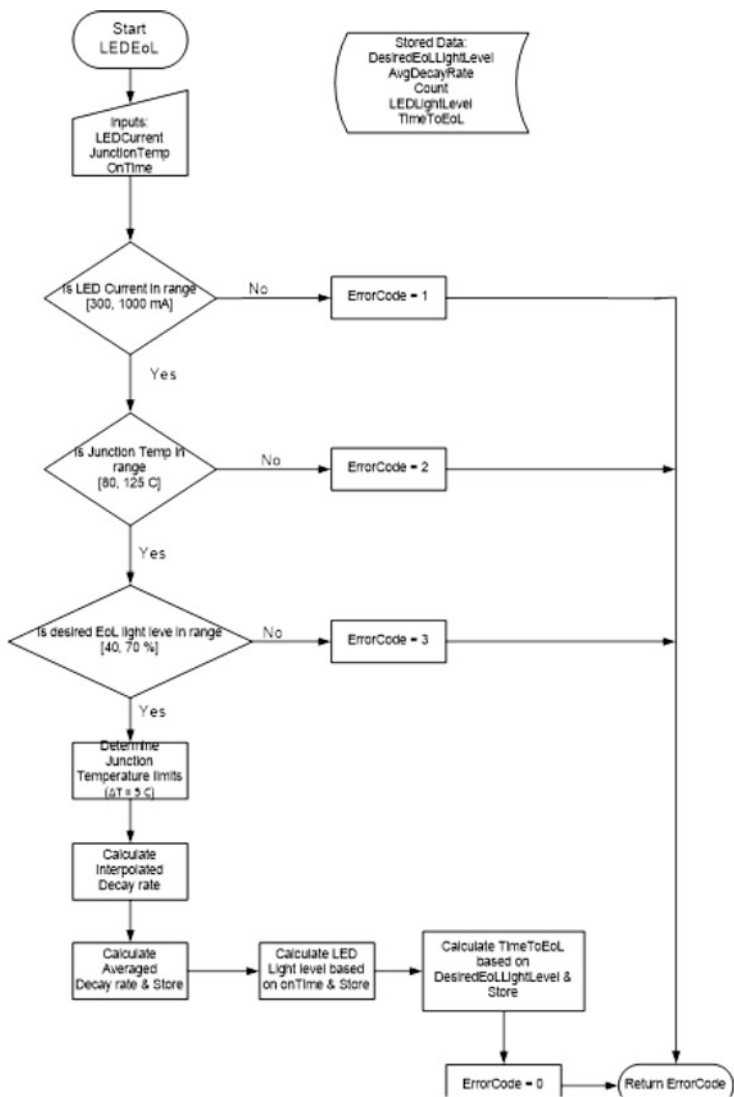 Start
LEDEoL
Stored Data:
DesiredEoLLightLevel
AvgDecayRate
Count
LEDLightLevel
TimeToEoL
Inputs:
LEDCurrent
JunctionTemp
OnTime
Is LED Current in range
[300, 1000 mA]
No
ErrorCode = 1
Yes
Is Junction Temp in
range
[80, 125 C]
No
ErrorCode = 2
Yes
Is desired EoL light leve in range
[40, 70 %]
No
ErrorCode = 3
Yes
Determine
Junction
Temperature limits
(ΔT = 5 C)
Calculate
Interpolated
Decay rate
Calculate
Averaged
Decay rate & Store
Calculate LED
Light level based
on onTime & Store
Calculate TimeToEoL
based on
DesiredEoLLightLevel &
Store
ErrorCode = 0
Return ErrorCode